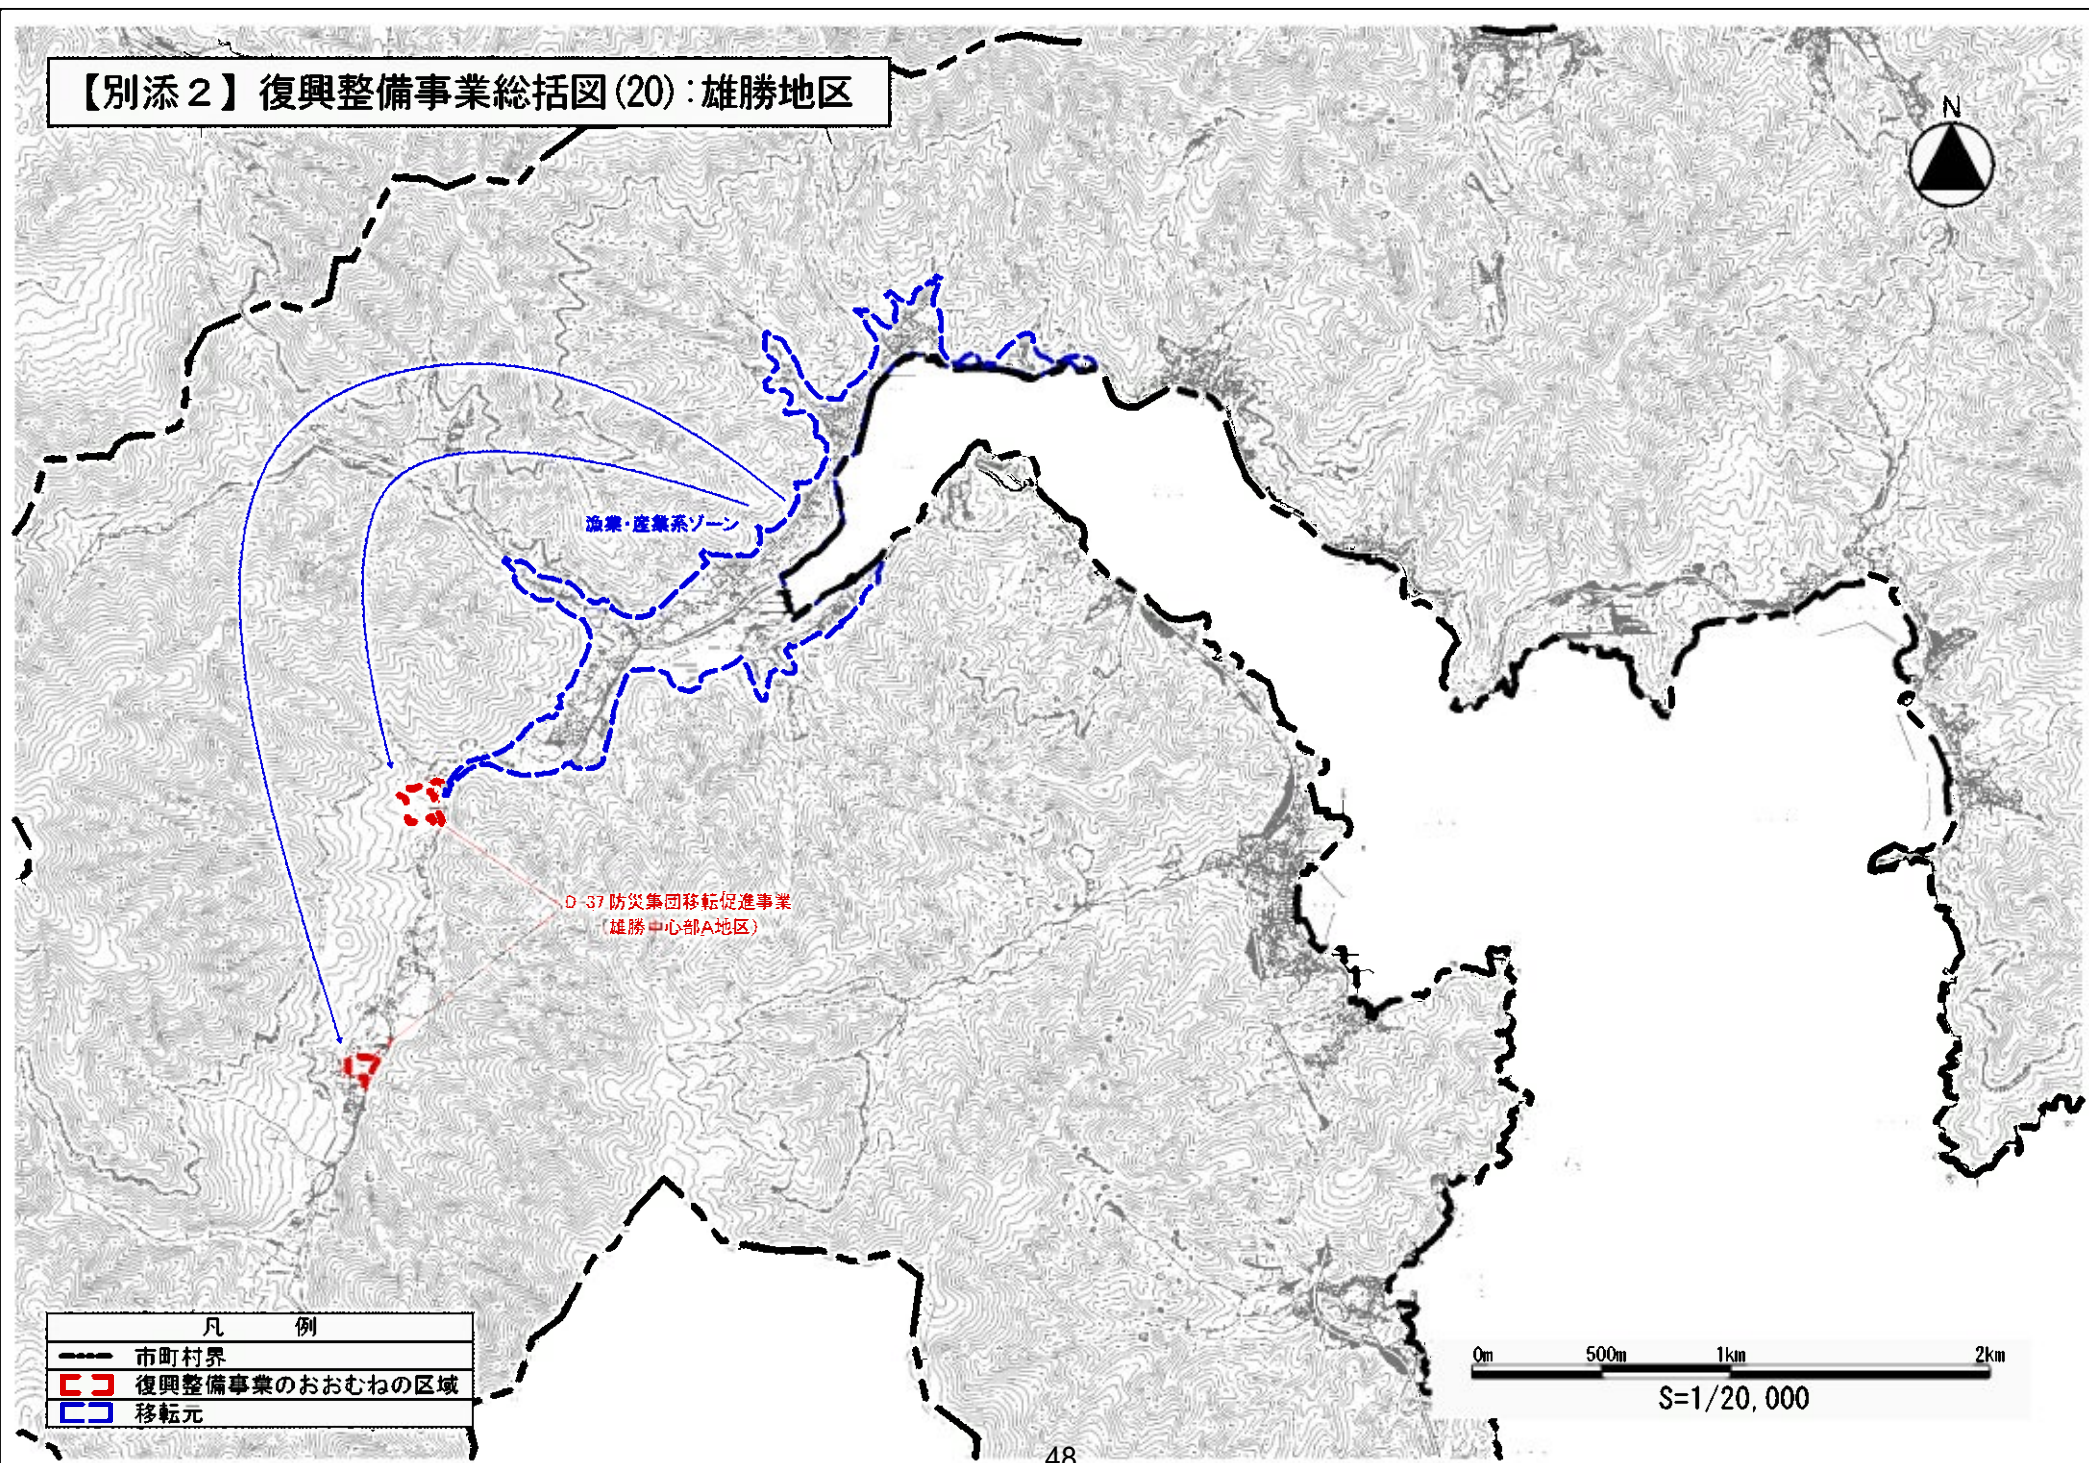 【別添２】復興整備事業総括図(20):雄勝地区
N
漁業・産業系ゾーン
D-37 防災集団移転促進事業
(雄勝中心部A地区)
凡 例
市町村界
復興整備事業のおおむねの区域
移転元
0m 500m 1km 2km
S=1/20,000
48